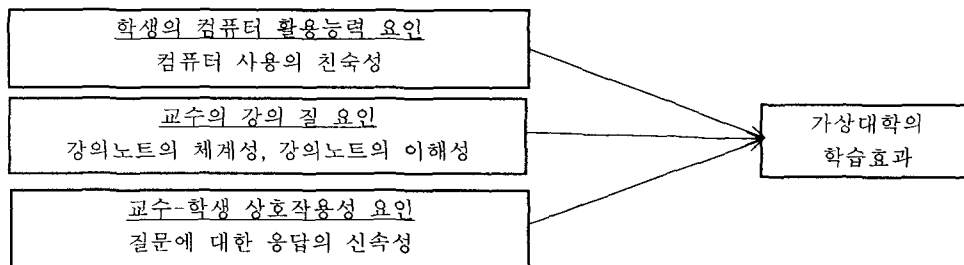 학생의 컴퓨터 활용능력 요인
컴퓨터 사용의 친숙성
교수의 강의 질 요인
강의노트의 체계성, 강의노트의 이해성
교수-학생 상호작용성 요인
질문에 대한 응답의 신속성
가상대학의
학습효과